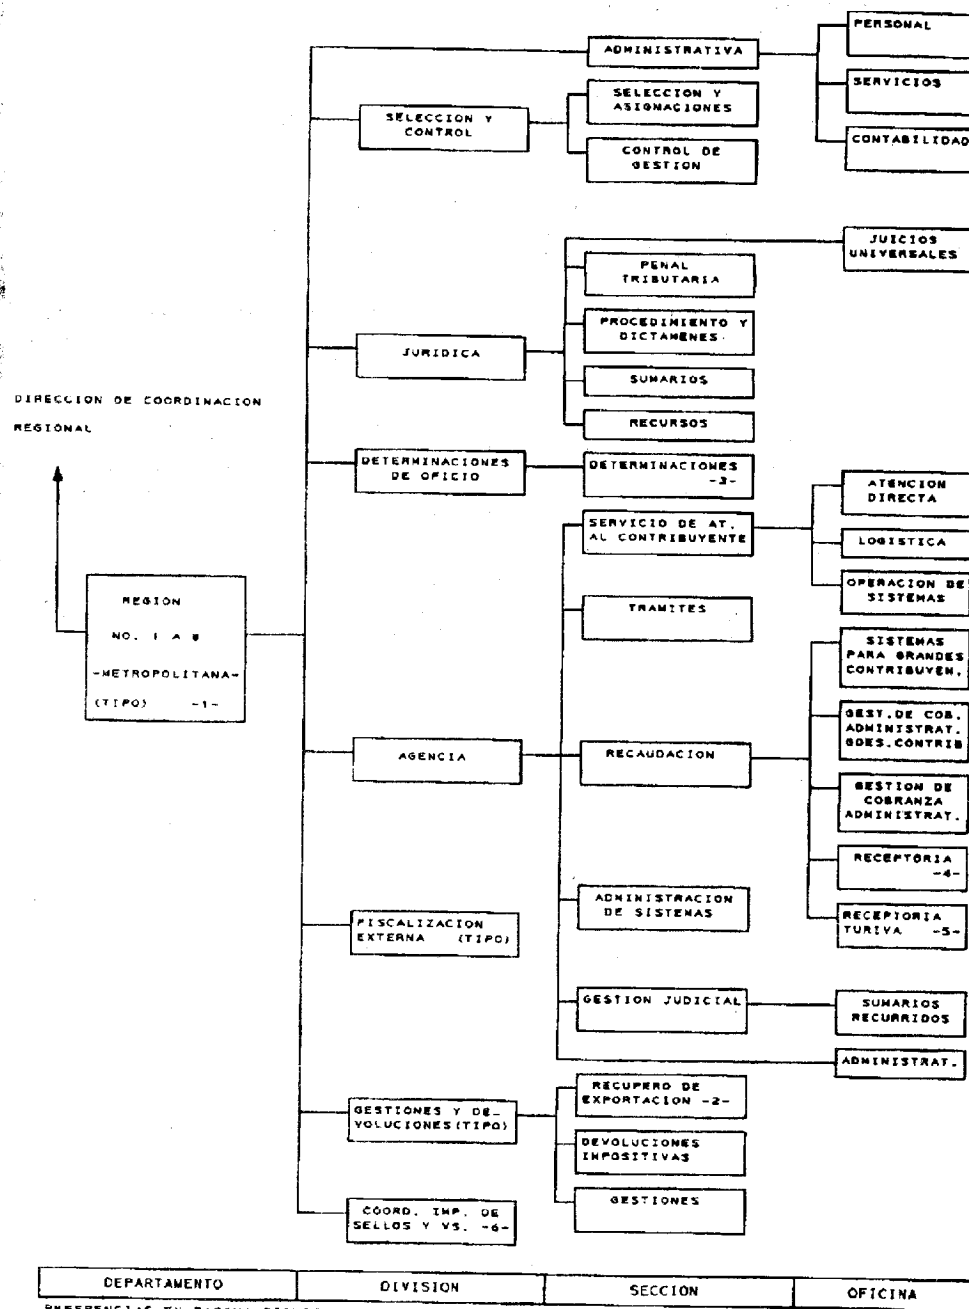 PERSONAL
ADMINISTRATIVA
SELECCION Y
ASIGNACIONES
SERVICIOS
SELECCION Y
CONTROL
CONTROL DE
GESTION
CONTABILIDAD
JUICIOS
UNIVERSALES
PENAL
TRIBUTARIA
PROCEDIMIENTO Y
DICTAMENES
JURIDICA
SUMARIOS
RECURSOS
DIRECCION DE COORDINACION
REGIONAL
DETERMINACIONES
DE OFICIO
DETERMINACIONES
-3-
ATENCION
DIRECTA
SERVICIO DE AT.
AL CONTRIBUYENTE
LOGISTICA
OPERACION DE
SISTEMAS
REGION
NO. 1 A 8
-METROPOLITANA-
(TIPO) -1-
TRAMITES
SISTEMAS
PARA GRANDES
CONTRIBUYEN.
GEST.DE COB.
ADMINISTRAT.
GDES.CONTRIB
AGENCIA
RECAUDACION
GESTION DE
COBRANZA
ADMINISTRAT.
RECEPTORIA
-4-
ADMINISTRACION
DE SISTEMAS
RECEPTORIA
-5-
FISCALIZACION
EXTERNA (TIPO)
GESTION JUDICIAL
SUMARIOS
RECURRIDOS
ADMINISTRAT.
RECUPERO DE
EXPORTACION -2-
GESTIONES Y DE_
VOLUCIONES(TIPO)
DEVOLUCIONES
IMPOSITIVAS
GESTIONES
COORD. IMP. DE
SELLOS Y VS. -6-
DEPARTAMENTO
DIVISION
SECCION
OFICINA